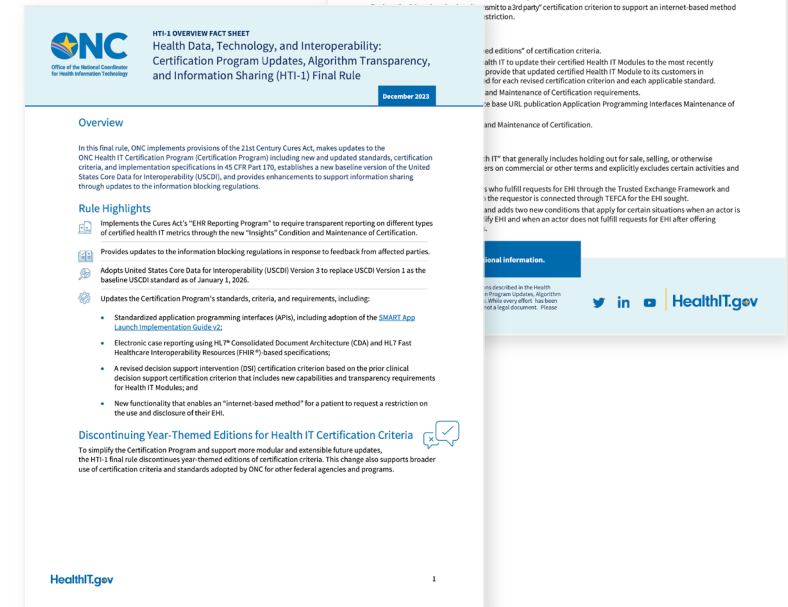 ONC
Office of the National Coordinator
for Health Information Technology
HTI-1 OVERVIEW FACT SHEET
Health Data, Technology, and Interoperability:
Certification Program Updates, Algorithm Transparency,
and Information Sharing (HTI-1) Final Rule
December 2023
Overview
In this final rule, ONC implements provisions of the 21st Century Cures Act, makes updates to the
ONC Health IT Certification Program (Certification Program) including new and updated standards, certification
criteria, and implementation specifications in 45 CFR Part 170, establishes a new baseline version of the United
States Core Data for Interoperability (USCDI), and provides enhancements to support information sharing
through updates to the information blocking regulations.
Rule Highlights
Implements the Cures Act's “EHR Reporting Program” to require transparent reporting on different types
of certified health IT metrics through the new “Insights” Condition and Maintenance of Certification.
Provides updates to the information blocking regulations in response to feedback from affected parties.
Adopts United States Core Data for Interoperability (USCDI) Version 3 to replace USCDI Version 1 as the
baseline USCDI standard as of January 1, 2026.
Updates the Certification Program's standards, criteria, and requirements, including:
• Standardized application programming interfaces (APIs), including adoption of the SMART App
Launch Implementation Guide v2;
• Electronic case reporting using HL7® Consolidated Document Architecture (CDA) and HL7 Fast
Healthcare Interoperability Resources (FHIR®)-based specifications;
• A revised decision support intervention (DSI) certification criterion based on the prior clinical
decision support certification criterion that includes new capabilities and transparency requirements
for Health IT Modules; and
• New functionality that enables an “internet-based method” for a patient to request a restriction on
the use and disclosure of their EHI.
Discontinuing Year-Themed Editions for Health IT Certification Criteria
To simplify the Certification Program and support more modular and extensible future updates,
the HTI-1 final rule discontinues year-themed editions of certification criteria. This change also supports broader
use of certification criteria and standards adopted by ONC for other federal agencies and programs.
HealthIT.gov
1
to a 3rd party” certification criterion to support an internet-based method
editions” of certification criteria.
IT to update their certified Health IT Modules to the most recently
provide that updated certified Health IT Module to its customers in
for each revised certification criterion and each applicable standard.
and Maintenance of Certification requirements.
base URL publication Application Programming Interfaces Maintenance of
and Maintenance of Certification.
IT” that generally includes holding out for sale, selling, or otherwise
on commercial or other terms and explicitly excludes certain activities and
who fulfill requests for EHI through the Trusted Exchange Framework and
the requestor is connected through TEFCA for the EHI sought.
and adds two new conditions that apply for certain situations when an actor is
EHI and when an actor does not fulfill requests for EHI after offering
information.
described in the Health
Program Updates, Algorithm
While every effort has been
not a legal document. Please
HealthIT.gov